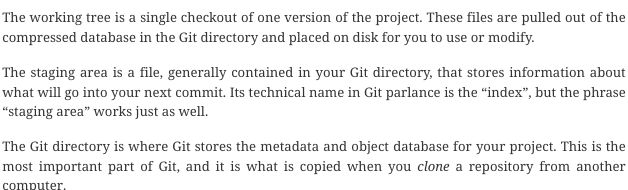 The working tree is a single checkout of one version of the project. These files are pulled out of the
compressed database in the Git directory and placed on disk for you to use or modify.
The staging area is a file, generally contained in your Git directory, that stores information about
what will go into your next commit. Its technical name in Git parlance is the “index”, but the phrase
“staging area” works just as well.
The Git directory is where Git stores the metadata and object database for your project. This is the
most important part of Git, and it is what is copied when you clone a repository from another
computer.